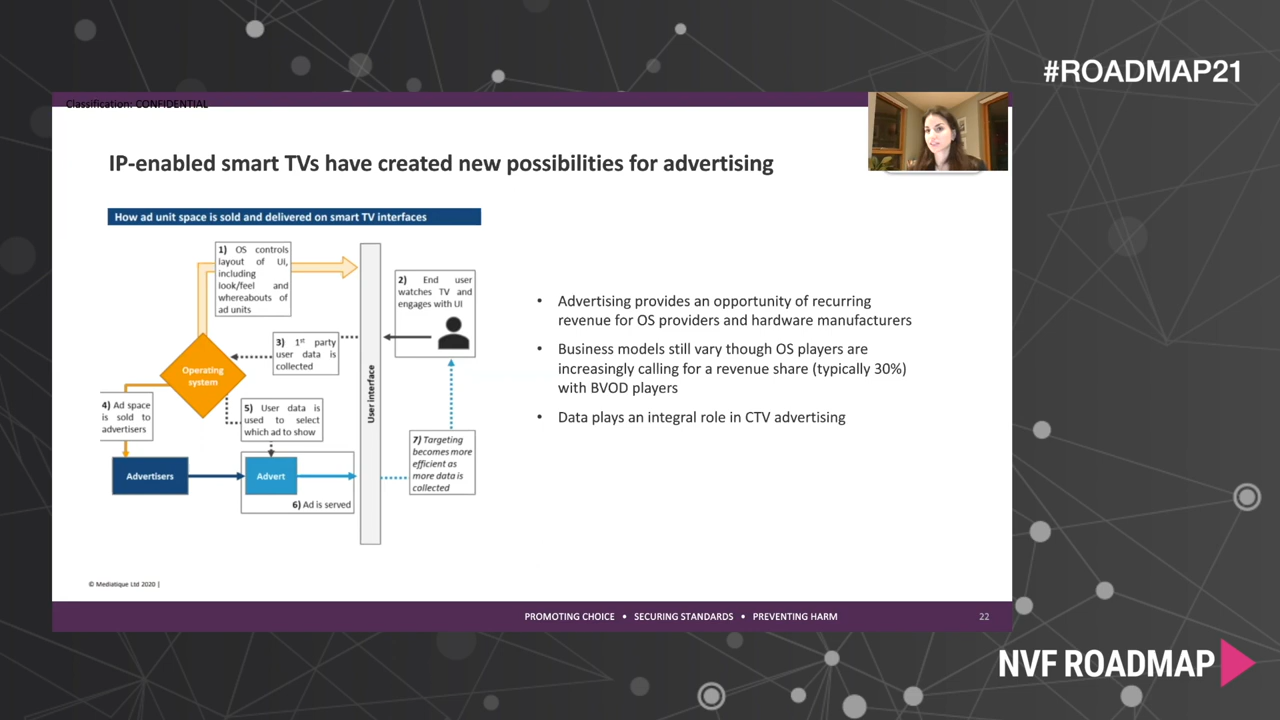 #ROADMAP21
Classification: CONFIDENTIAL
IP-enabled smart TVs have created new possibilities for advertising
How ad unit space is sold and delivered on smart TV interfaces
1) OS controls
layout of UI,
including
look/feel and
whereabouts of
ad units
2) End user
watches TV and
engages with UI
3) 1st party
user data is
collected
Operating
system
4) Ad space
is sold to
advertisers
5) User data is
used to select
which ad to show
User interface
7) Targeting
becomes more
efficient as
more data is
collected
Advertisers
Advert
6) Ad is served
• Advertising provides an opportunity of recurring
revenue for OS providers and hardware manufacturers
• Business models still vary though OS players are
increasingly calling for a revenue share (typically 30%)
with BVOD players
• Data plays an integral role in CTV advertising
© Mediatique Ltd 2020 |
PROMOTING CHOICE • SECURING STANDARDS • PREVENTING HARM
22
NVF ROADMAP